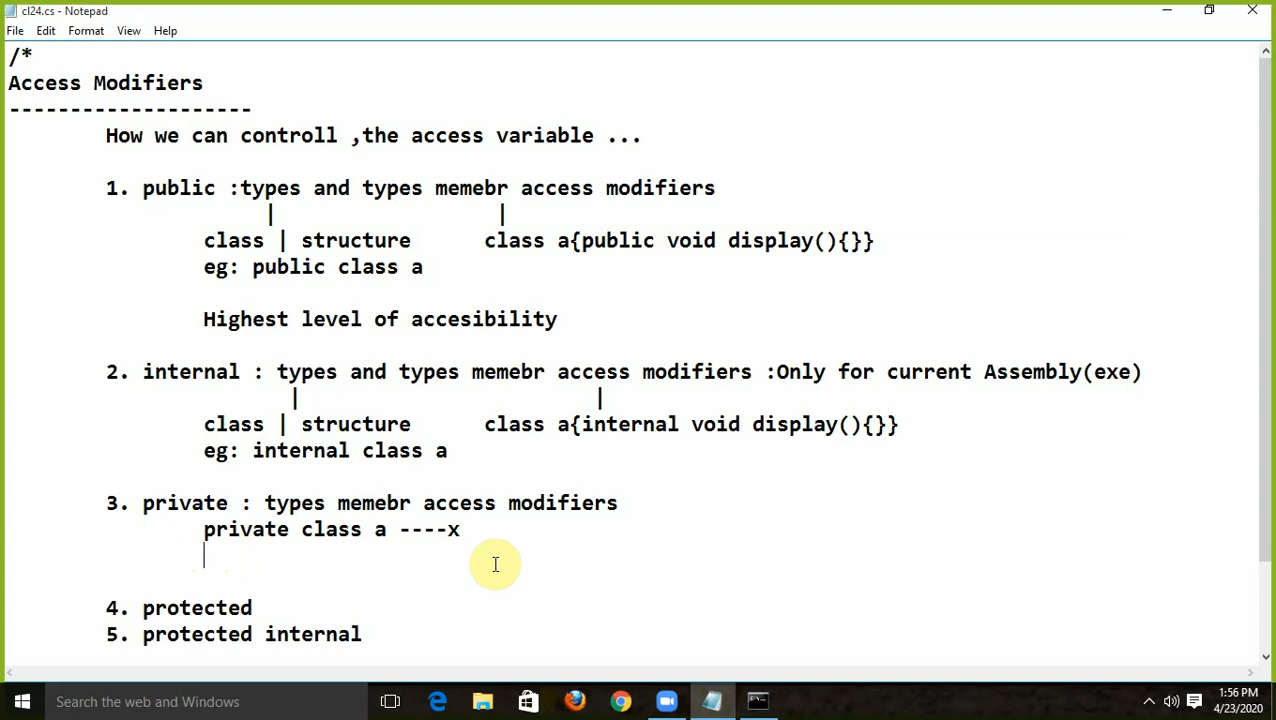 cl24.cs - Notepad
File Edit Format View Help
/*
Access Modifiers
--------------------
How we can controll ,the access variable ...
1. public :types and types memebr access modifiers
| |
class | structure class a{public void display(){}}
eg: public class a
Highest level of accesibility
2. internal : types and types memebr access modifiers :Only for current Assembly(exe)
| |
class | structure class a{internal void display(){}}
eg: internal class a
3. private : types memebr access modifiers
private class a ----x
4. protected
5. protected internal
Search the web and Windows
1:56 PM
4/23/2020